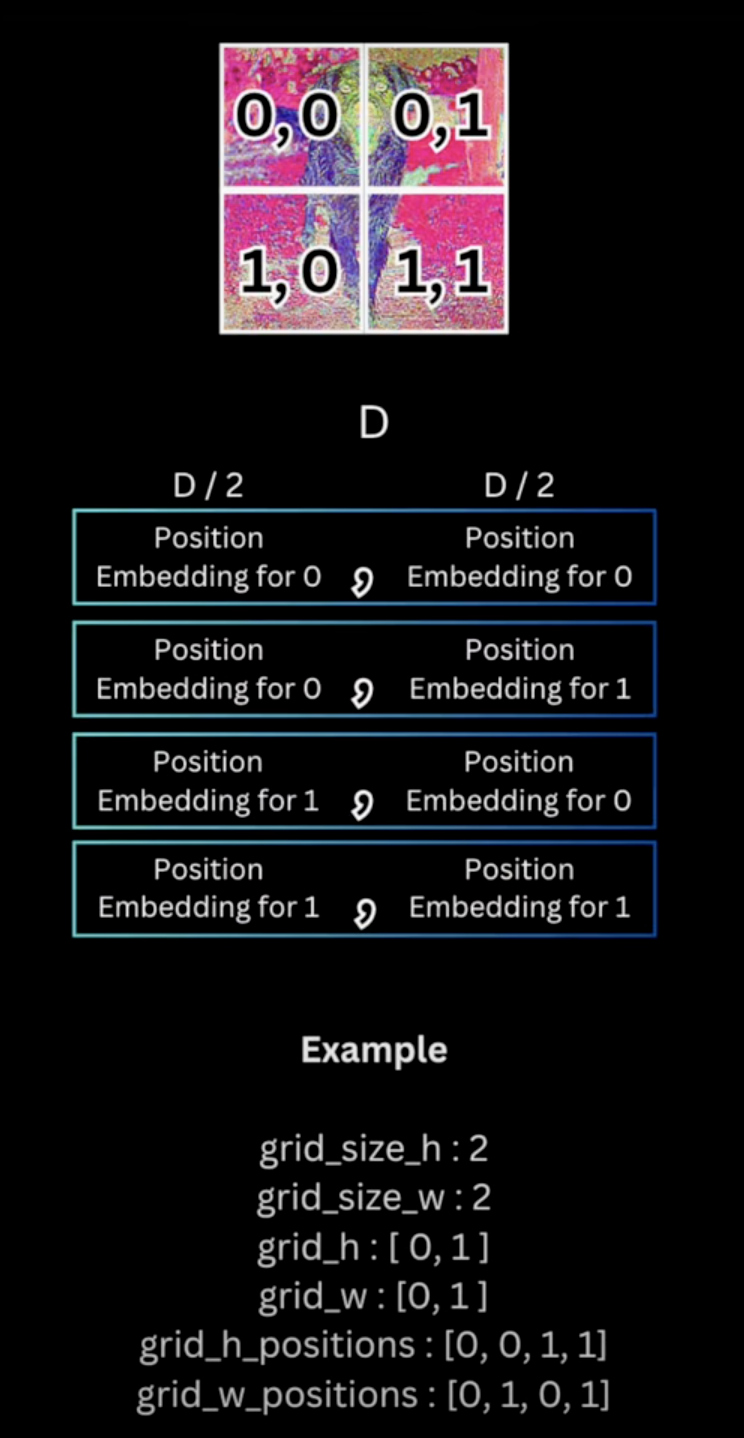 0,0 0,1
1,0 1,1
D
D / 2 D / 2
Position Position
Embedding for 0 , Embedding for 0
Position Position
Embedding for 0 , Embedding for 1
Position Position
Embedding for 1 , Embedding for 0
Position Position
Embedding for 1 , Embedding for 1
Example
grid_size_h : 2
grid_size_w : 2
grid_h : [ 0, 1 ]
grid_w : [0, 1 ]
grid_h_positions : [0, 0, 1, 1]
grid_w_positions : [0, 1, 0, 1]